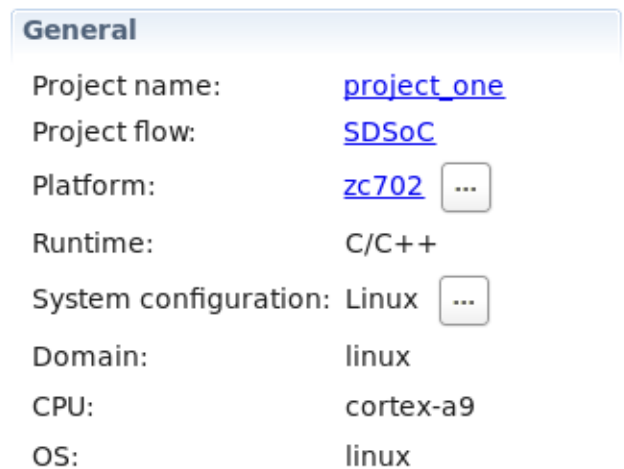 General
Project name: project_one
Project flow: SDSoC
Platform: zc702 ...
Runtime: C/C++
System configuration: Linux ...
Domain: linux
CPU: cortex-a9
OS: linux